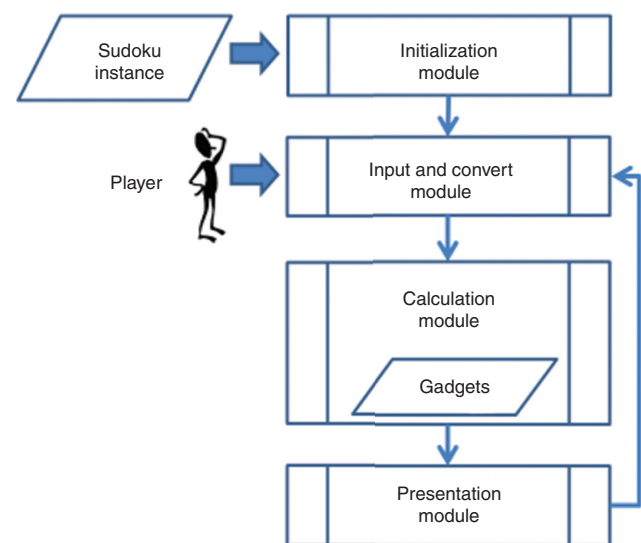 Sudoku
instance
Initialization
module
Player
Input and convert
module
Calculation
module
Gadgets
Presentation
module